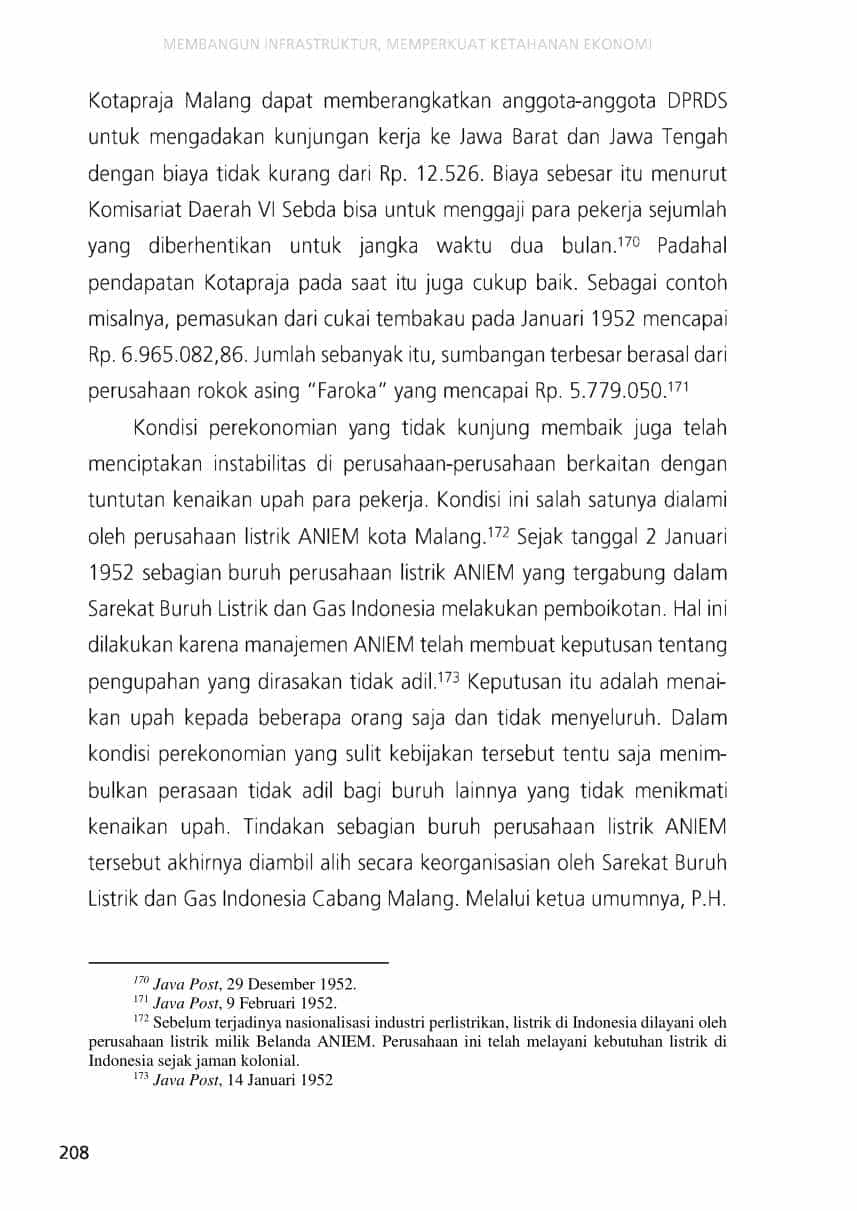 MEMBANGUN INFRASTRUKTUR, MEMPERKUAT KETAHANAN EKONOMI
Kotapraja Malang dapat memberangkatkan anggota-anggota DPRDS
untuk mengadakan kunjungan kerja ke Jawa Barat dan Jawa Tengah
dengan biaya tidak kurang dari Rp. 12.526. Biaya sebesar itu menurut
Komisariat Daerah VI Sebda bisa untuk menggaji para pekerja sejumlah
yang diberhentikan untuk jangka waktu dua bulan.170 Padahal
pendapatan Kotapraja pada saat itu juga cukup baik. Sebagai contoh
misalnya, pemasukan dari cukai tembakau pada Januari 1952 mencapai
Rp. 6.965.082,86. Jumlah sebanyak itu, sumbangan terbesar berasal dari
perusahaan rokok asing “Faroka” yang mencapai Rp. 5.779.050.171
Kondisi perekonomian yang tidak kunjung membaik juga telah
menciptakan instabilitas di perusahaan-perusahaan berkaitan dengan
tuntutan kenaikan upah para pekerja. Kondisi ini salah satunya dialami
oleh perusahaan listrik ANIEM kota Malang.172 Sejak tanggal 2 Januari
1952 sebagian buruh perusahaan listrik ANIEM yang tergabung dalam
Sarekat Buruh Listrik dan Gas Indonesia melakukan pemboikotan. Hal ini
dilakukan karena manajemen ANIEM telah membuat keputusan tentang
pengupahan yang dirasakan tidak adil.173 Keputusan itu adalah menai-
kan upah kepada beberapa orang saja dan tidak menyeluruh. Dalam
kondisi perekonomian yang sulit kebijakan tersebut tentu saja menim-
bulkan perasaan tidak adil bagi buruh lainnya yang tidak menikmati
kenaikan upah. Tindakan sebagian buruh perusahaan listrik ANIEM
tersebut akhirnya diambil alih secara keorganisasian oleh Sarekat Buruh
Listrik dan Gas Indonesia Cabang Malang. Melalui ketua umumnya, P.H.
170 Java Post, 29 Desember 1952.
171 Java Post, 9 Februari 1952.
172 Sebelum terjadinya nasionalisasi industri perlistrikan, listrik di Indonesia dilayani oleh
perusahaan listrik milik Belanda ANIEM. Perusahaan ini telah melayani kebutuhan listrik di
Indonesia sejak jaman kolonial.
173 Java Post, 14 Januari 1952
208